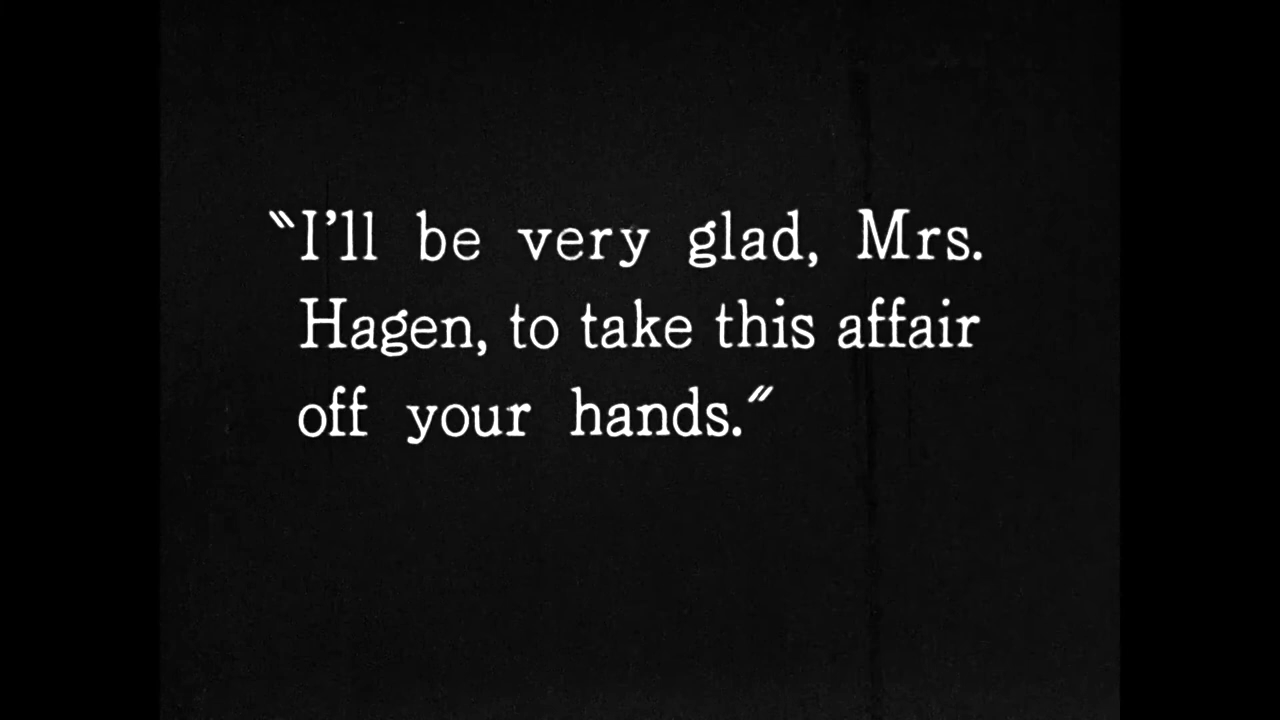 "I'll be very glad, Mrs.
Hagen, to take this affair
off your hands."